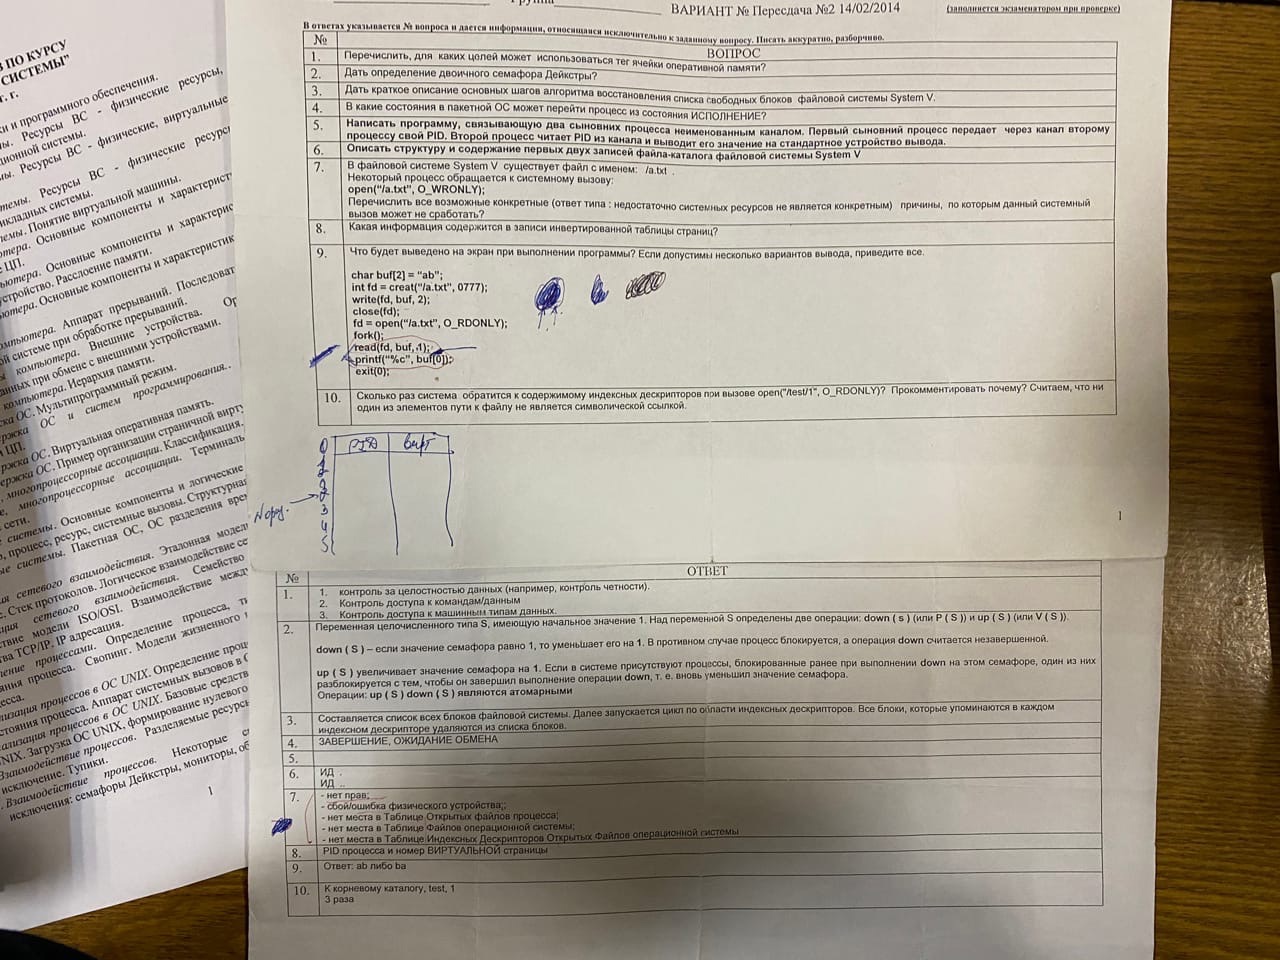 В ПО КУРСУ
СИСТЕМЫ"
г. г.
ки и программного обеспечения.
мы. Ресурсы ВС - физические ресурсы,
ционной системы.
мы. Ресурсы ВС - физические, виртуальные
темы. Ресурсы ВС - физические ресурс
икладных системы.
темы. Понятие виртуальной машины.
ютера. Основные компоненты и характерист
ЦП.
ьютера. Основные компоненты и характерис
устройство. Расслоение памяти.
ютера. Основные компоненты и характеристик
мпьютера. Аппарат прерываний. Последоват
ой системе при обработке прерываний.
компьютера. Внешние устройства. Ор
данных при обмене с внешними устройствами.
компьютера. Иерархия памяти.
ка ОС. Мультипрограммный режим.
ржка ОС и систем программирования.
ЦП.
ржка ОС. Виртуальная оперативная память.
ержка ОС. Пример организации страничной вирту
многопроцессорные ассоциации. Классификация.
е, многопроцессорные ассоциации. Терминаль
сети.
системы. Основные компоненты и логические
о, процесс, ресурс, системные вызовы. Структурная
ые системы. Пакетная ОС, ОС разделения врем
ия сетевого взаимодействия. Эталонная модель
Стек протоколов. Логическое взаимодействие се
ация сетевого взаимодействия. Семейство
ствие модели ISO/OSI. Взаимодействие между
ва TCP/IP. IP адресация.
ление процессами. Определение процесса, ти
ания процесса. Свопинг. Модели жизненного ц
есса.
лизация процессов в ОС UNIX. Определение проц
стояния процесса. Аппарат системных вызовов в О
ализация процессов в ОС UNIX. Базовые средств
NIX. Загрузка ОС UNIX, формирование нулевого
Взаимодействие процессов. Разделяемые ресурсы
исключение. Тупики.
Взаимодействие процессов. Некоторые с
исключения: семафоры Дейкстры, мониторы, об
1
Группа
ВАРИАНТ № Пересдача №2 14/02/2014
(заполняется экзаменатором при проверке)
В ответах указывается № вопроса и дается информация, относящаяся исключительно к заданному вопросу. Писать аккуратно, разборчиво.
№ ВОПРОС
1. Перечислить, для каких целей может использоваться тег ячейки оперативной памяти?
2. Дать определение двоичного семафора Дейкстры?
3. Дать краткое описание основных шагов алгоритма восстановления списка свободных блоков файловой системы System V.
4. В какие состояния в пакетной ОС может перейти процесс из состояния ИСПОЛНЕНИЕ?
5. Написать программу, связывающую два сыновних процесса неименованным каналом. Первый сыновний процесс передает через канал второму
процессу свой PID. Второй процесс читает PID из канала и выводит его значение на стандартное устройство вывода.
6. Описать структуру и содержание первых двух записей файла-каталога файловой системы System V
7. В файловой системе System V существует файл с именем: /a.txt .
Некоторый процесс обращается к системному вызову:
open("/a.txt", O_WRONLY);
Перечислить все возможные конкретные (ответ типа : недостаточно системных ресурсов не является конкретным) причины, по которым данный системный
вызов может не сработать?
8. Какая информация содержится в записи инвертированной таблицы страниц?
9. Что будет выведено на экран при выполнении программы? Если допустимы несколько вариантов вывода, приведите все.
char buf[2] = "ab";
int fd = creat("/a.txt", 0777);
write(fd, buf, 2);
close(fd);
fd = open("/a.txt", O_RDONLY);
fork();
read(fd, buf, 1);
printf("%c", buf[0]);
exit(0);
10. Сколько раз система обратится к содержимому индексных дескрипторов при вызове open("/test/1", O_RDONLY)? Прокомментировать почему? Считаем, что ни
один из элементов пути к файлу не является символической ссылкой.
0 PID вирт
1
2
3
4
5
1
№ ОТВЕТ
1. 1. контроль за целостностью данных (например, контроль четности).
2. Контроль доступа к командам/данным
3. Контроль доступа к машинным типам данных.
2. Переменная целочисленного типа S, имеющую начальное значение 1. Над переменной S определены две операции: down ( s ) (или P ( S )) и up ( S ) (или V ( S )).
down ( S ) – если значение семафора равно 1, то уменьшает его на 1. В противном случае процесс блокируется, а операция down считается незавершенной.
up ( S ) увеличивает значение семафора на 1. Если в системе присутствуют процессы, блокированные ранее при выполнении down на этом семафоре, один из них
разблокируется с тем, чтобы он завершил выполнение операции down, т. е. вновь уменьшил значение семафора.
Операции: up ( S ) down ( S ) являются атомарными
3. Составляется список всех блоков файловой системы. Далее запускается цикл по области индексных дескрипторов. Все блоки, которые упоминаются в каждом
индексном дескрипторе удаляются из списка блоков.
4. ЗАВЕРШЕНИЕ, ОЖИДАНИЕ ОБМЕНА
5.
6. ИД .
ИД ..
7. - нет прав;
- сбой/ошибка физического устройства;;
- нет места в Таблице Открытых файлов процесса;
- нет места в Таблице Файлов операционной системы;
- нет места в Таблице Индексных Дескрипторов Открытых Файлов операционной системы
8. PID процесса и номер ВИРТУАЛЬНОЙ страницы
9. Ответ: ab либо ba
10. К корневому каталогу, test, 1
3 раза